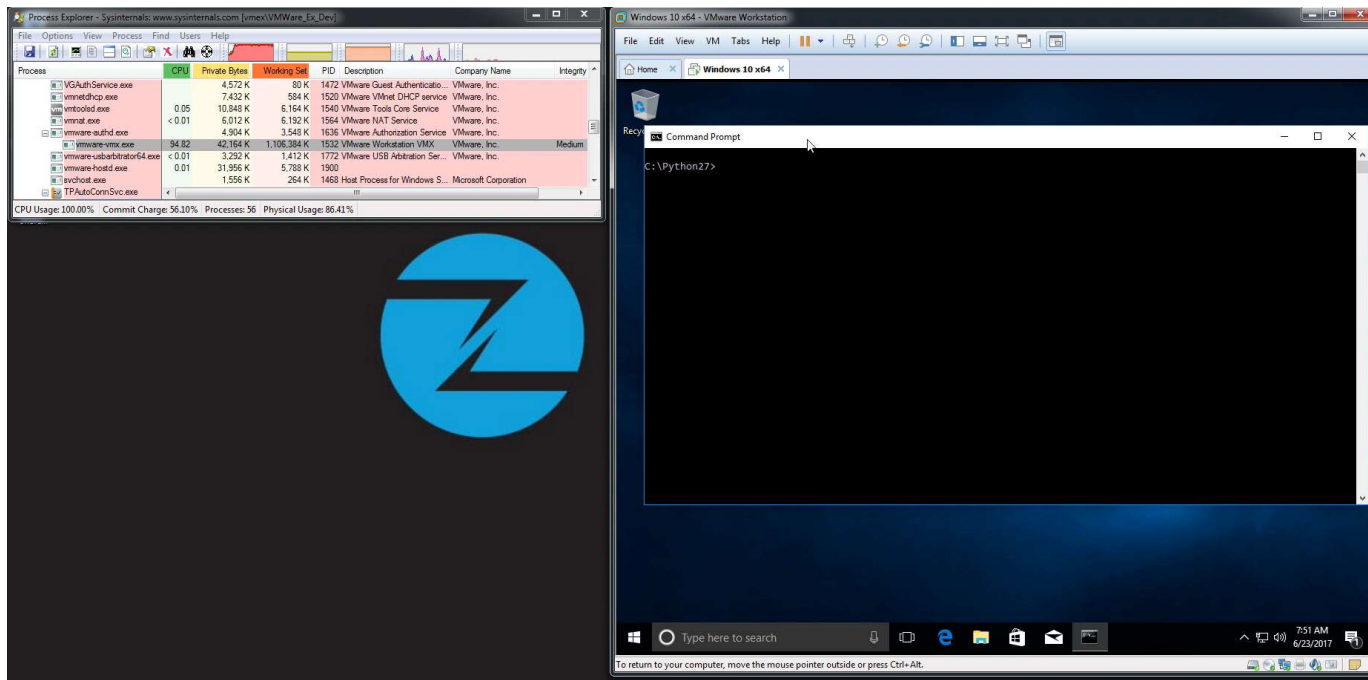 Process Explorer - Sysinternals: www.sysinternals.com [vmex\VMWare_Ex_Dev]
File Options View Process Find Users Help
Process CPU Private Bytes Working Set PID Description Company Name Integrity
VGAuthService.exe 4,572 K 80 K 1472 VMware Guest Authenticatio... VMware, Inc.
vmnetdhcp.exe 7,432 K 584 K 1520 VMware VMnet DHCP service VMware, Inc.
vmtoolsd.exe 0.05 10,848 K 6,164 K 1540 VMware Tools Core Service VMware, Inc.
vmnat.exe < 0.01 6,012 K 6,192 K 1564 VMware NAT Service VMware, Inc.
vmware-authd.exe 4,904 K 3,548 K 1636 VMware Authorization Service VMware, Inc.
vmware-vmx.exe 94.82 42,164 K 1,106,384 K 1532 VMware Workstation VMX VMware, Inc. Medium
vmware-usbarbitrator64.exe < 0.01 3,292 K 1,412 K 1772 VMware USB Arbitration Ser... VMware, Inc.
vmware-hostd.exe 0.01 31,956 K 5,788 K 1900
svchost.exe 1,556 K 264 K 1468 Host Process for Windows S... Microsoft Corporation
TPAutoConnSvc.exe
CPU Usage: 100.00% Commit Charge: 56.10% Processes: 56 Physical Usage: 86.41%
Windows 10 x64 - VMware Workstation
File Edit View VM Tabs Help
Home Windows 10 x64
Recy
Command Prompt
C:\Python27>
Type here to search
7:51 AM
6/23/2017
To return to your computer, move the mouse pointer outside or press Ctrl+Alt.